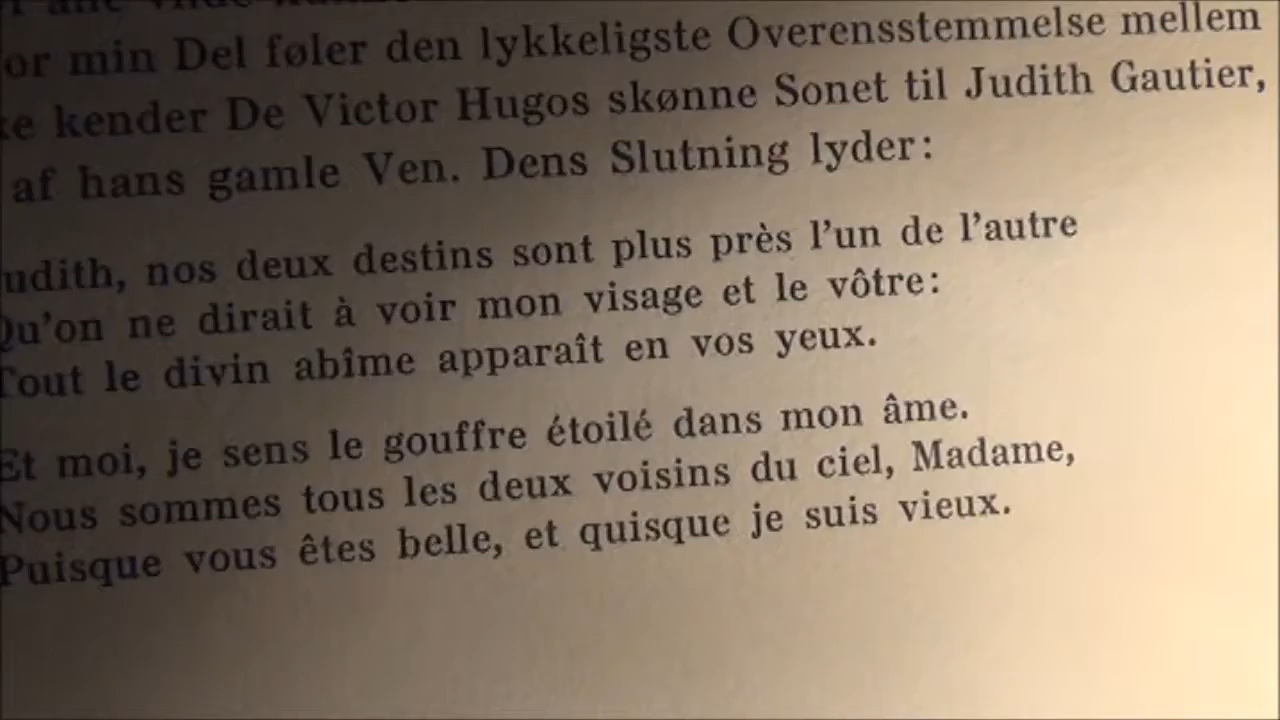 or min Del føler den lykkeligste Overensstemmelse mellem
ke kender De Victor Hugos skønne Sonet til Judith Gautier,
af hans gamle Ven. Dens Slutning lyder:
udith, nos deux destins sont plus près l'un de l'autre
Qu'on ne dirait à voir mon visage et le vôtre:
Tout le divin abîme apparaît en vos yeux.
Et moi, je sens le gouffre étoilé dans mon âme.
Nous sommes tous les deux voisins du ciel, Madame,
Puisque vous êtes belle, et quisque je suis vieux.